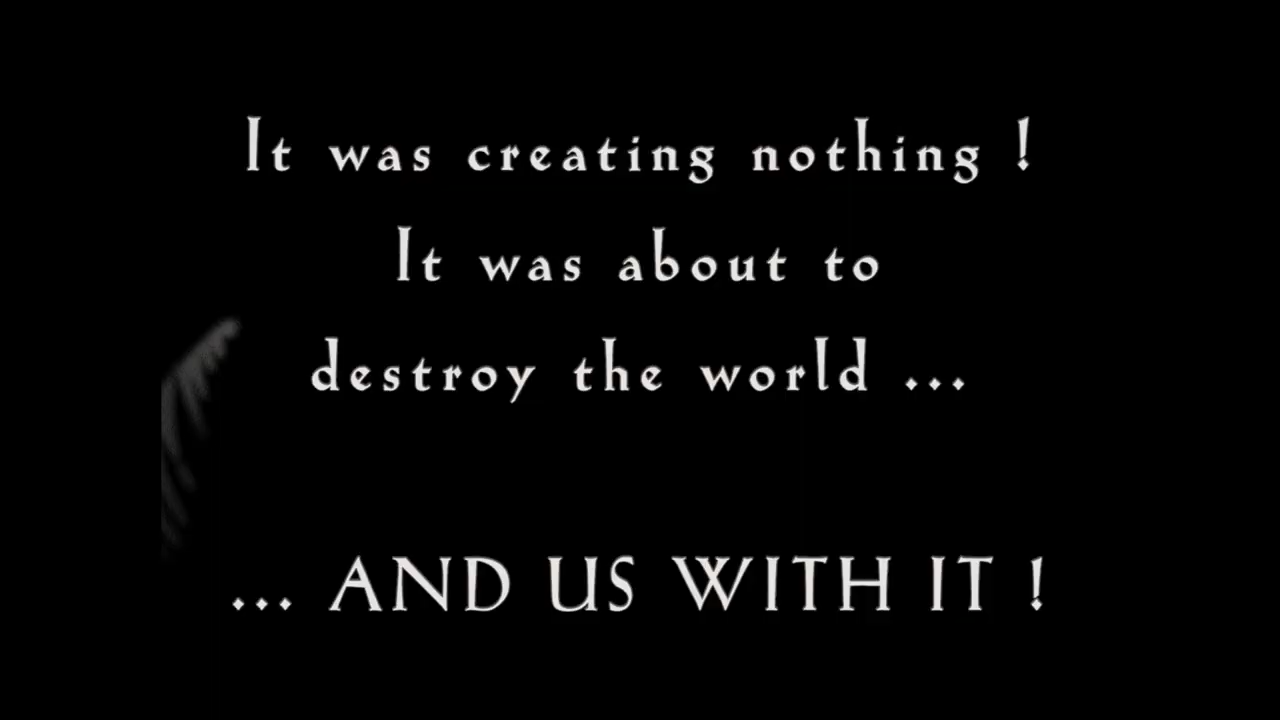 It was creating nothing !
It was about to
destroy the world ...
... AND US WITH IT !